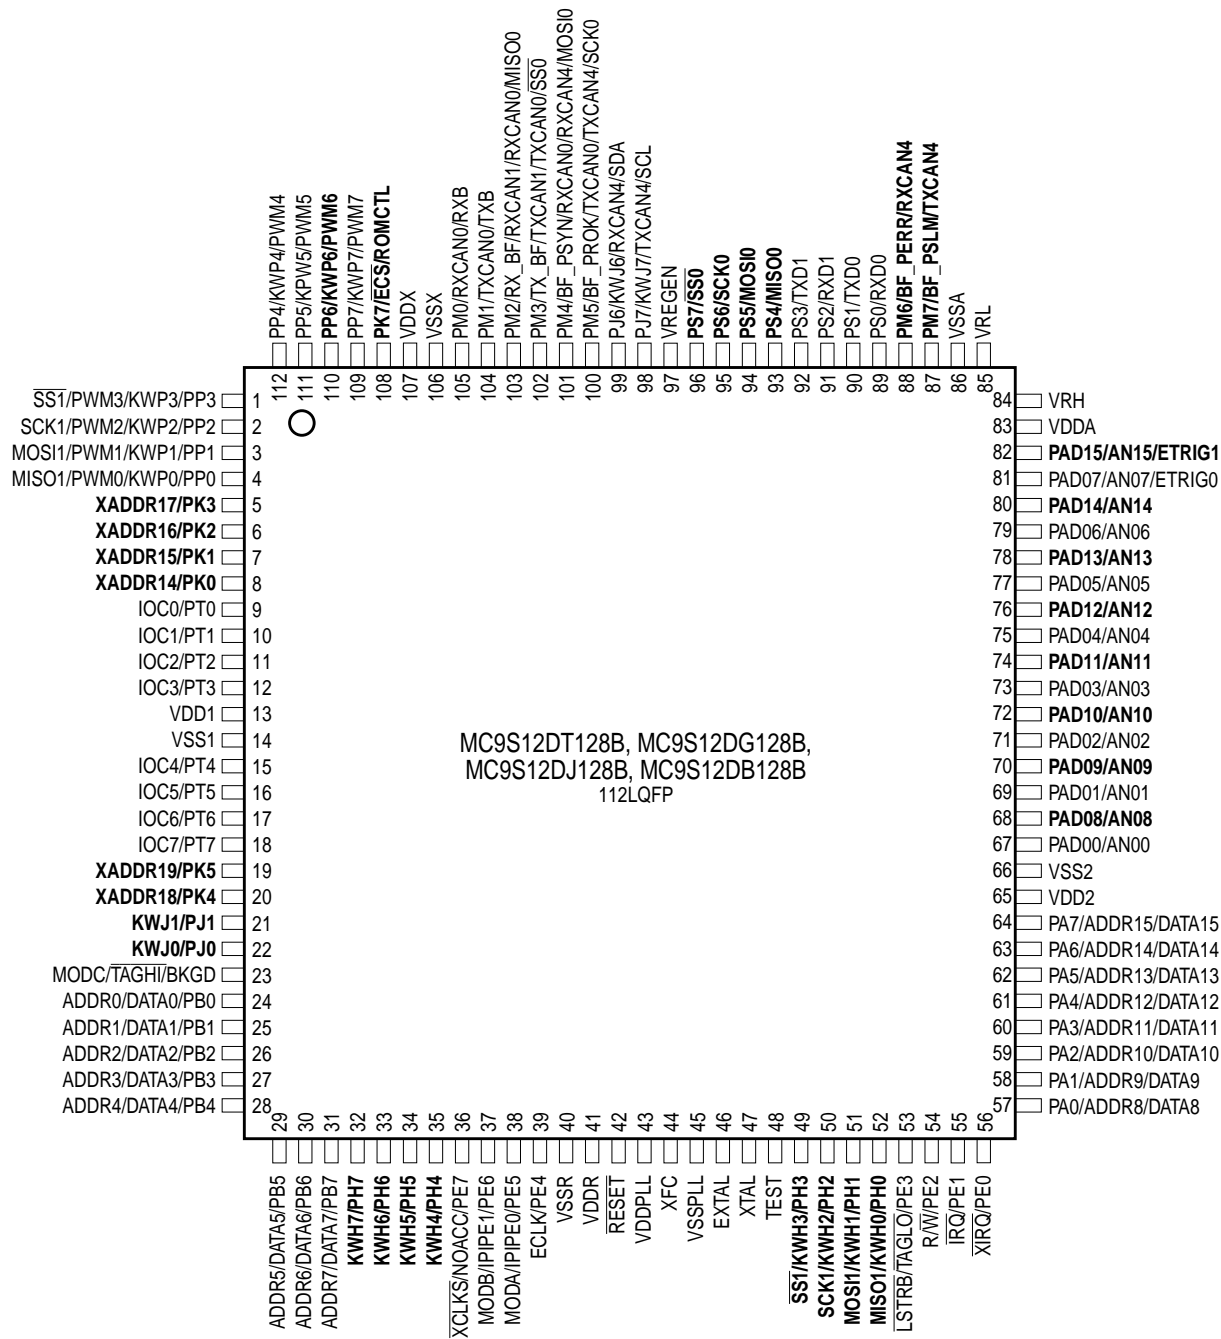 PP4/KWP4/PWM4
PP5/KPW5/PWM5
PP6/KWP6/PWM6
PP7/KWP7/PWM7
PK7/ECS/ROMCTL
VDDX
VSSX
PM0/RXCAN0/RXB
PM1/TXCAN0/TXB
PM2/RX_BF/RXCAN1/RXCAN0/MISO0
PM3/TX_BF/TXCAN1/TXCAN0/SS0
PM4/BF_PSYN/RXCAN0/RXCAN4/MOSI0
PM5/BF_PROK/TXCAN0/TXCAN4/SCK0
PJ6/KWJ6/RXCAN4/SDA
PJ7/KWJ7/TXCAN4/SCL
VREGEN
PS7/SS0
PS6/SCK0
PS5/MOSI0
PS4/MISO0
PS3/TXD1
PS2/RXD1
PS1/TXD0
PS0/RXD0
PM6/BF_PERR/RXCAN4
PM7/BF_PSLM/TXCAN4
VSSA
VRL
112 111 110 109 108 107 106 105 104 103 102 101 100 99 98 97 96 95 94 93 92 91 90 89 88 87 86 85
SS1/PWM3/KWP3/PP3 1
SCK1/PWM2/KWP2/PP2 2
MOSI1/PWM1/KWP1/PP1 3
MISO1/PWM0/KWP0/PP0 4
XADDR17/PK3 5
XADDR16/PK2 6
XADDR15/PK1 7
XADDR14/PK0 8
IOC0/PT0 9
IOC1/PT1 10
IOC2/PT2 11
IOC3/PT3 12
VDD1 13
VSS1 14
IOC4/PT4 15
IOC5/PT5 16
IOC6/PT6 17
IOC7/PT7 18
XADDR19/PK5 19
XADDR18/PK4 20
KWJ1/PJ1 21
KWJ0/PJ0 22
MODC/TAGHI/BKGD 23
ADDR0/DATA0/PB0 24
ADDR1/DATA1/PB1 25
ADDR2/DATA2/PB2 26
ADDR3/DATA3/PB3 27
ADDR4/DATA4/PB4 28
MC9S12DT128B, MC9S12DG128B,
MC9S12DJ128B, MC9S12DB128B
112LQFP
84 VRH
83 VDDA
82 PAD15/AN15/ETRIG1
81 PAD07/AN07/ETRIG0
80 PAD14/AN14
79 PAD06/AN06
78 PAD13/AN13
77 PAD05/AN05
76 PAD12/AN12
75 PAD04/AN04
74 PAD11/AN11
73 PAD03/AN03
72 PAD10/AN10
71 PAD02/AN02
70 PAD09/AN09
69 PAD01/AN01
68 PAD08/AN08
67 PAD00/AN00
66 VSS2
65 VDD2
64 PA7/ADDR15/DATA15
63 PA6/ADDR14/DATA14
62 PA5/ADDR13/DATA13
61 PA4/ADDR12/DATA12
60 PA3/ADDR11/DATA11
59 PA2/ADDR10/DATA10
58 PA1/ADDR9/DATA9
57 PA0/ADDR8/DATA8
29 30 31 32 33 34 35 36 37 38 39 40 41 42 43 44 45 46 47 48 49 50 51 52 53 54 55 56
ADDR5/DATA5/PB5
ADDR6/DATA6/PB6
ADDR7/DATA7/PB7
KWH7/PH7
KWH6/PH6
KWH5/PH5
KWH4/PH4
XCLKS/NOACC/PE7
MODB/IPIPE1/PE6
MODA/IPIPE0/PE5
ECLK/PE4
VSSR
VDDR
RESET
VDDPLL
XFC
VSSPLL
EXTAL
XTAL
TEST
SS1/KWH3/PH3
SCK1/KWH2/PH2
MOSI1/KWH1/PH1
MISO1/KWH0/PH0
LSTRB/TAGLO/PE3
R/W/PE2
IRQ/PE1
XIRQ/PE0